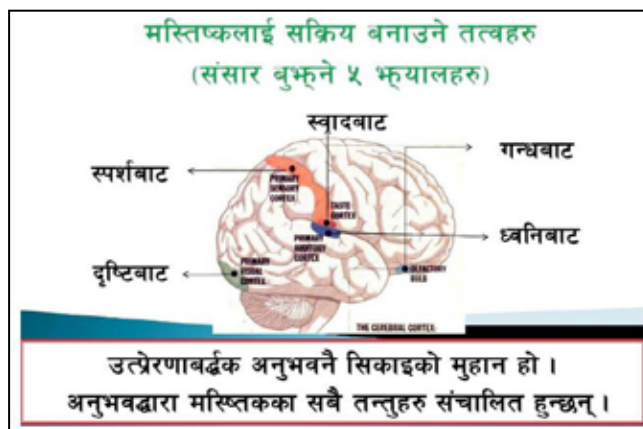 मस्तिष्कलाई सक्रिय बनाउने तत्वहरु
(संसार बुझ्ने ५ झ्यालहरु)
स्वादबाट
गन्धबाट
स्पर्शबाट
PRIMARY
SENSORY
CORTEX
TASTE
CORTEX
ध्वनिबाट
PRIMARY
AUDITORY
CORTEX
दृष्टिबाट
PRIMARY
VISUAL
CORTEX
OLFACTORY
BULB
THE CEREBRAL CORTEX
उत्प्रेरणाबर्द्धक अनुभवनै सिकाइको मुहान हो ।
अनुभवद्धारा मस्ष्तिकका सबै तन्तुहरु संचालित हुन्छन् ।